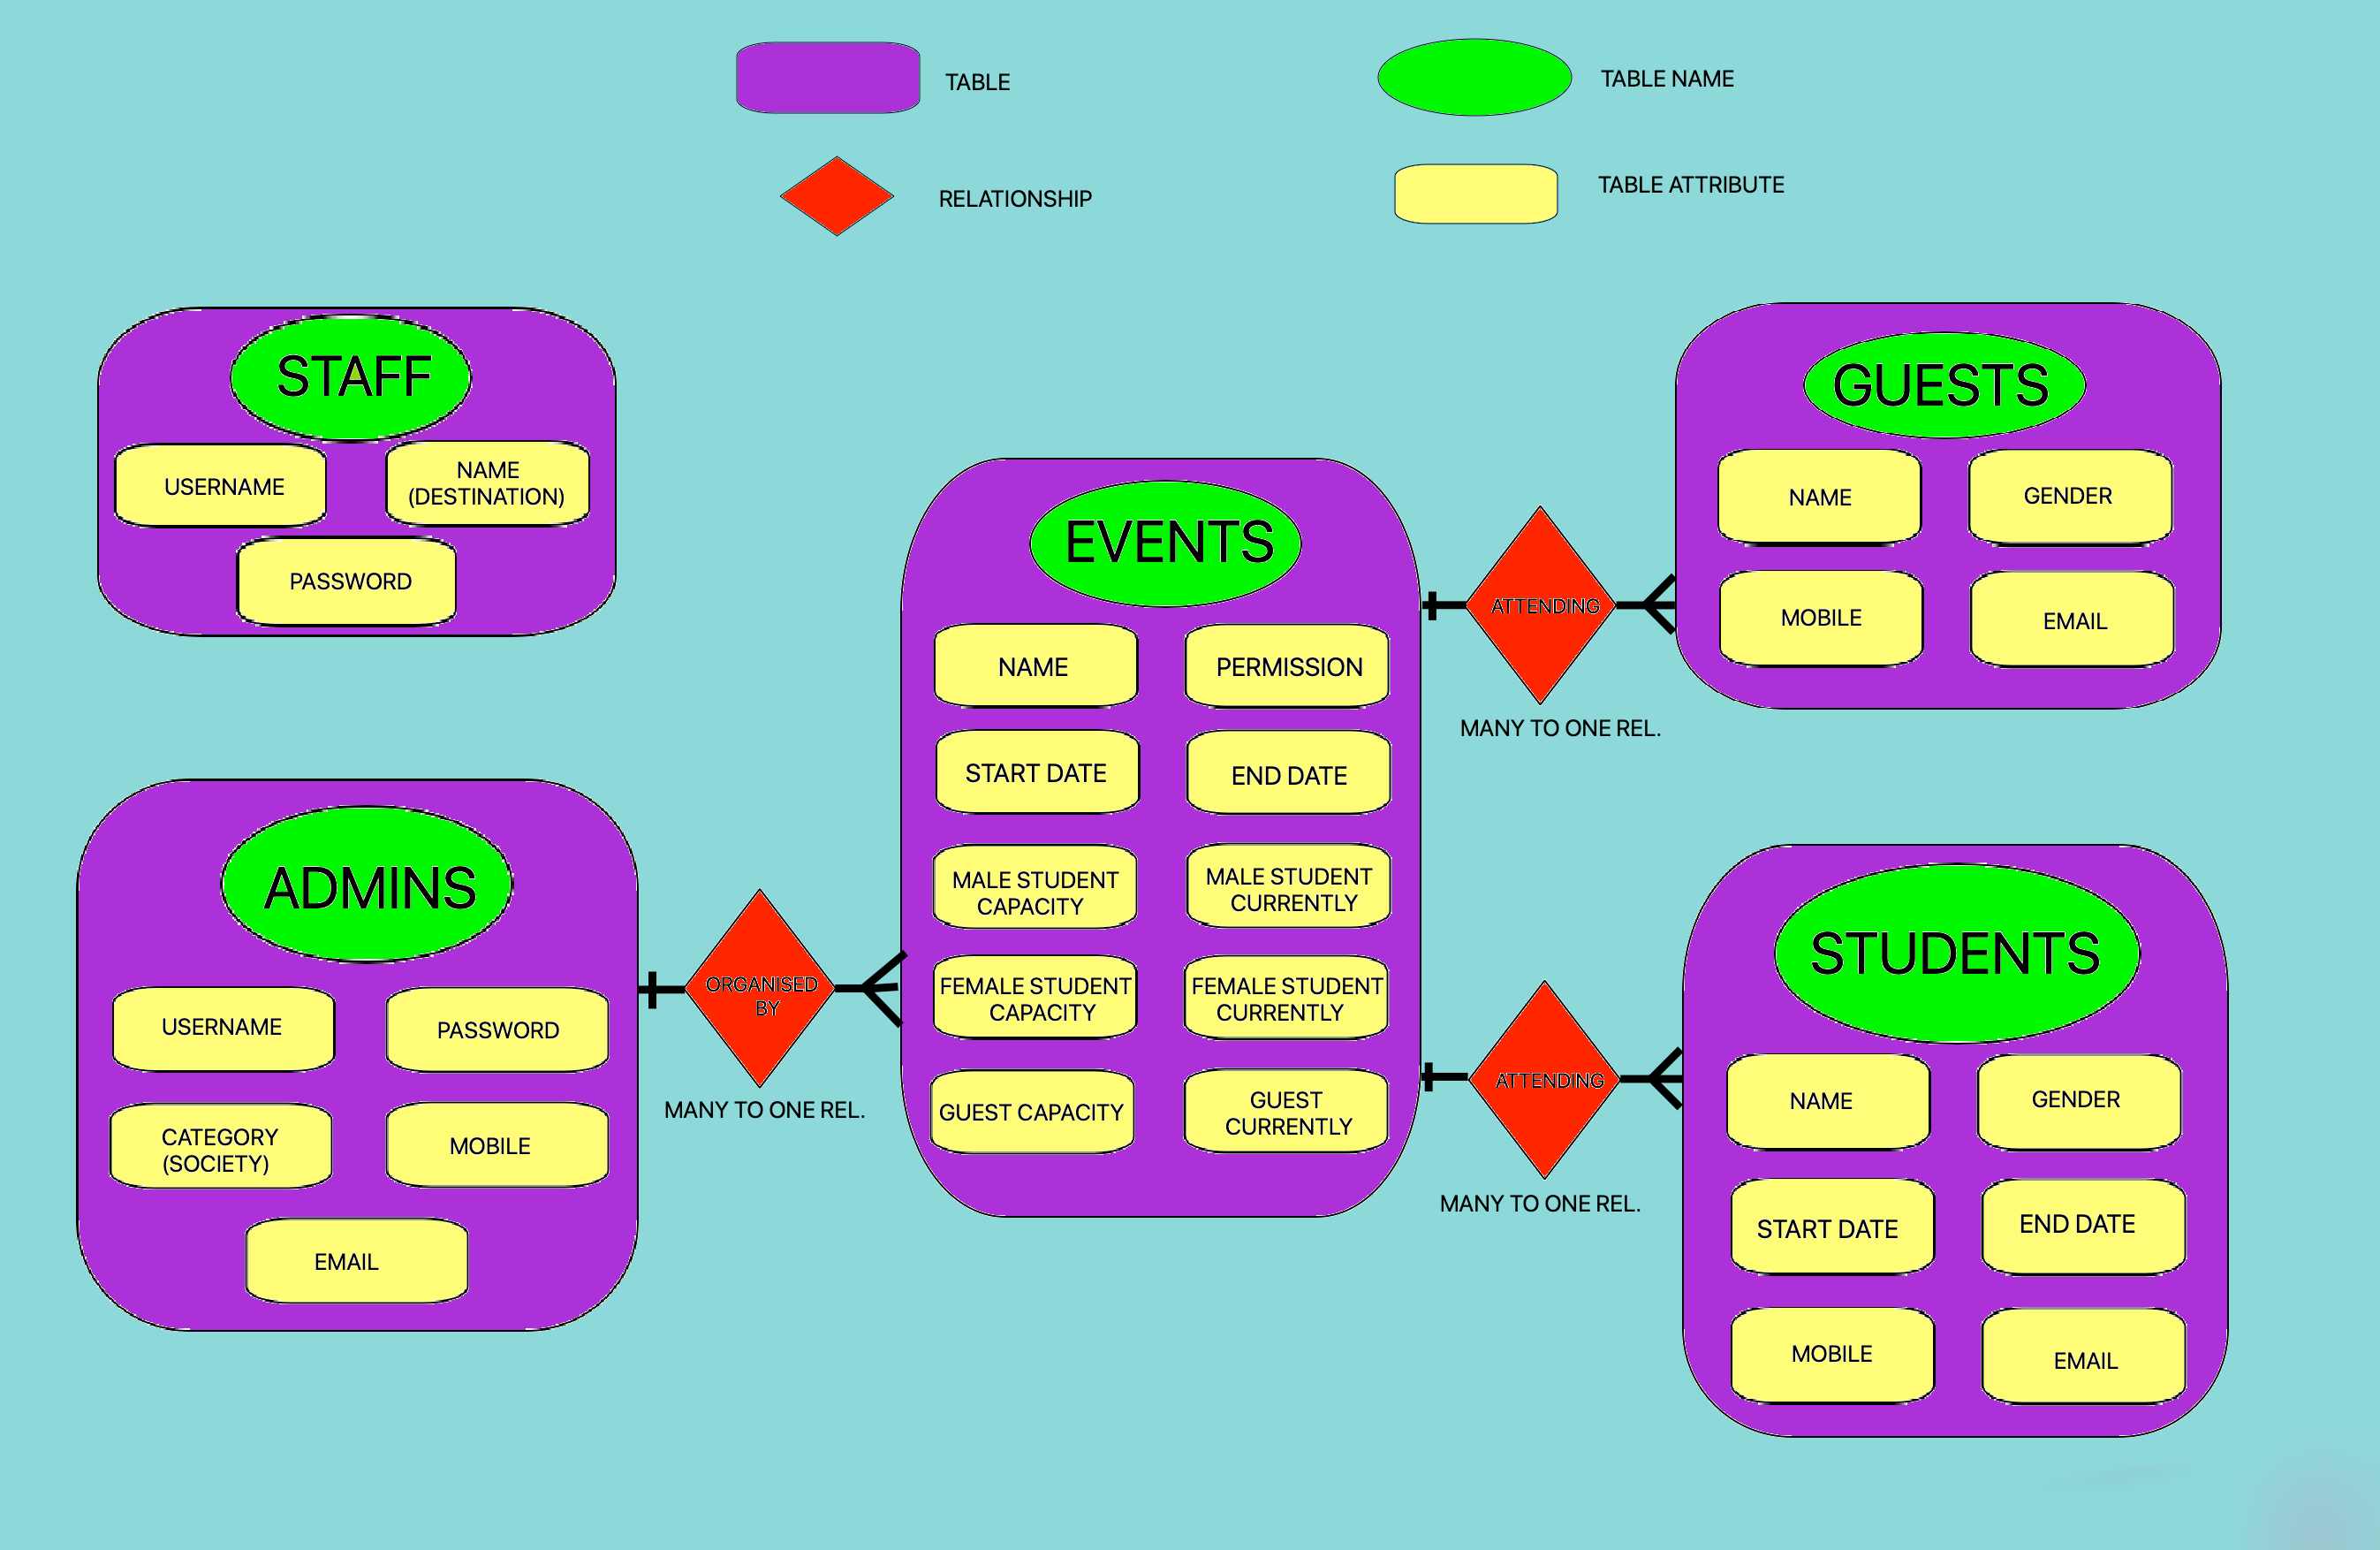 TABLE
TABLE NAME
RELATIONSHIP
TABLE ATTRIBUTE
STAFF
USERNAME
NAME
(DESTINATION)
PASSWORD
ADMINS
USERNAME
PASSWORD
CATEGORY
(SOCIETY)
MOBILE
EMAIL
ORGANISED
BY
MANY TO ONE REL.
EVENTS
NAME
PERMISSION
START DATE
END DATE
MALE STUDENT
CAPACITY
MALE STUDENT
CURRENTLY
FEMALE STUDENT
CAPACITY
FEMALE STUDENT
CURRENTLY
GUEST CAPACITY
GUEST
CURRENTLY
ATTENDING
MANY TO ONE REL.
GUESTS
NAME
GENDER
MOBILE
EMAIL
ATTENDING
MANY TO ONE REL.
STUDENTS
NAME
GENDER
START DATE
END DATE
MOBILE
EMAIL